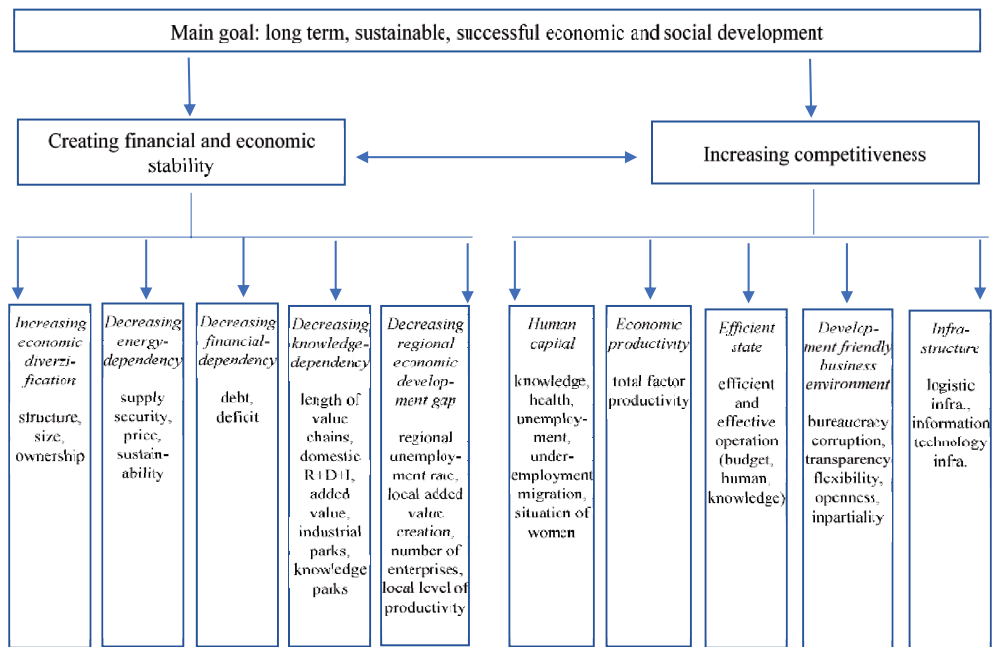 Main goal: long term, sustainable, successful economic and social development
Creating financial and economic
stability
Increasing competitiveness
Increasing
economic
diverzi-
fication
structure,
size,
ownership
Decreasing
energy-
dependency
supply
security,
price,
sustain-
ability
Decreasing
financial-
dependency
debt,
deficit
Decreasing
knowledge-
dependency
length of
value
chains,
domestic
R+D+I,
added
value,
industrial
parks,
knowledge
parks
Decreasing
regional
economic
develop-
ment gap
regional
unemploy-
ment rate,
local added
value
creation,
number of
enterprises,
local level of
productivity
Human
capital
knowledge,
health,
unemploy-
ment,
under-
employment
migration,
situation of
women
Economic
productivity
total factor
productivity
Efficient
state
efficient
and
effective
operation
(budget,
human,
knowledge)
Develop-
ment friendly
business
environment
bureaucracy
corruption,
transparency
flexibility,
openness,
inpartiality
Infra-
structure
logistic
infra.,
information
technology
infra.